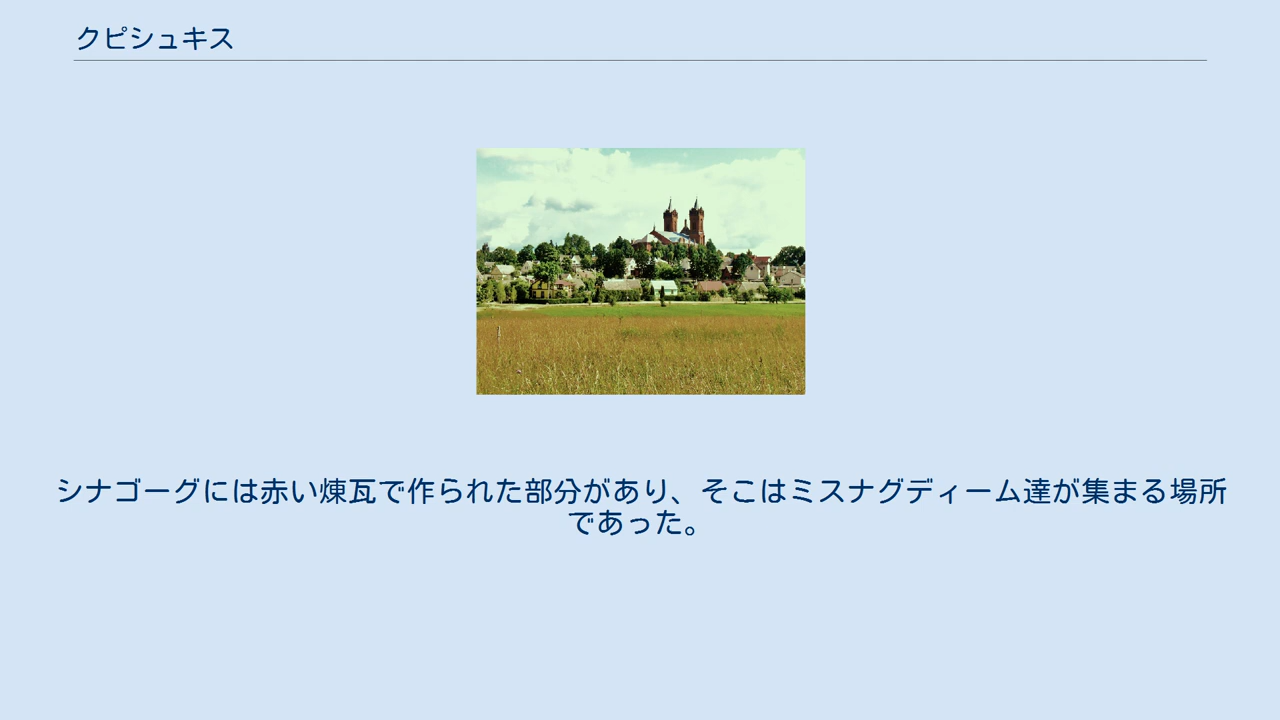 クピシュキス
シナゴーグには赤い煉瓦で作られた部分があり、そこはミスナグディーム達が集まる場所
であった。